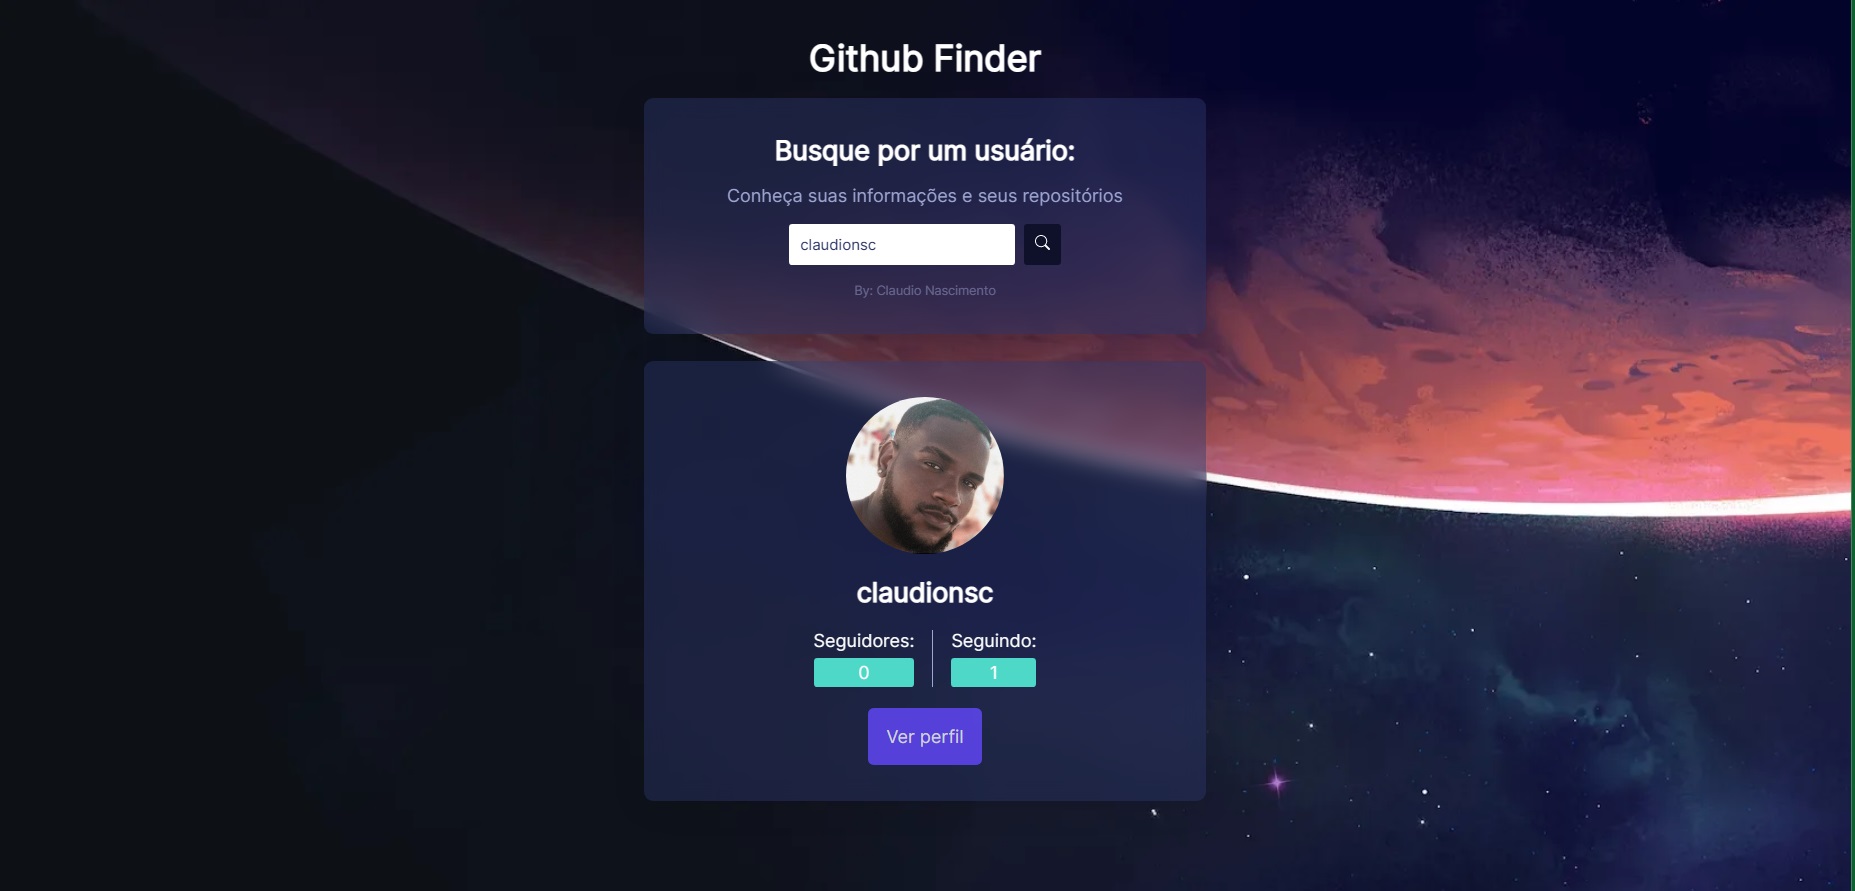 Github Finder
Busque por um usuário:
Conheça suas informações e seus repositórios
claudionsc
By: Claudio Nascimento
claudionsc
Seguidores: Seguindo:
0 1
Ver perfil